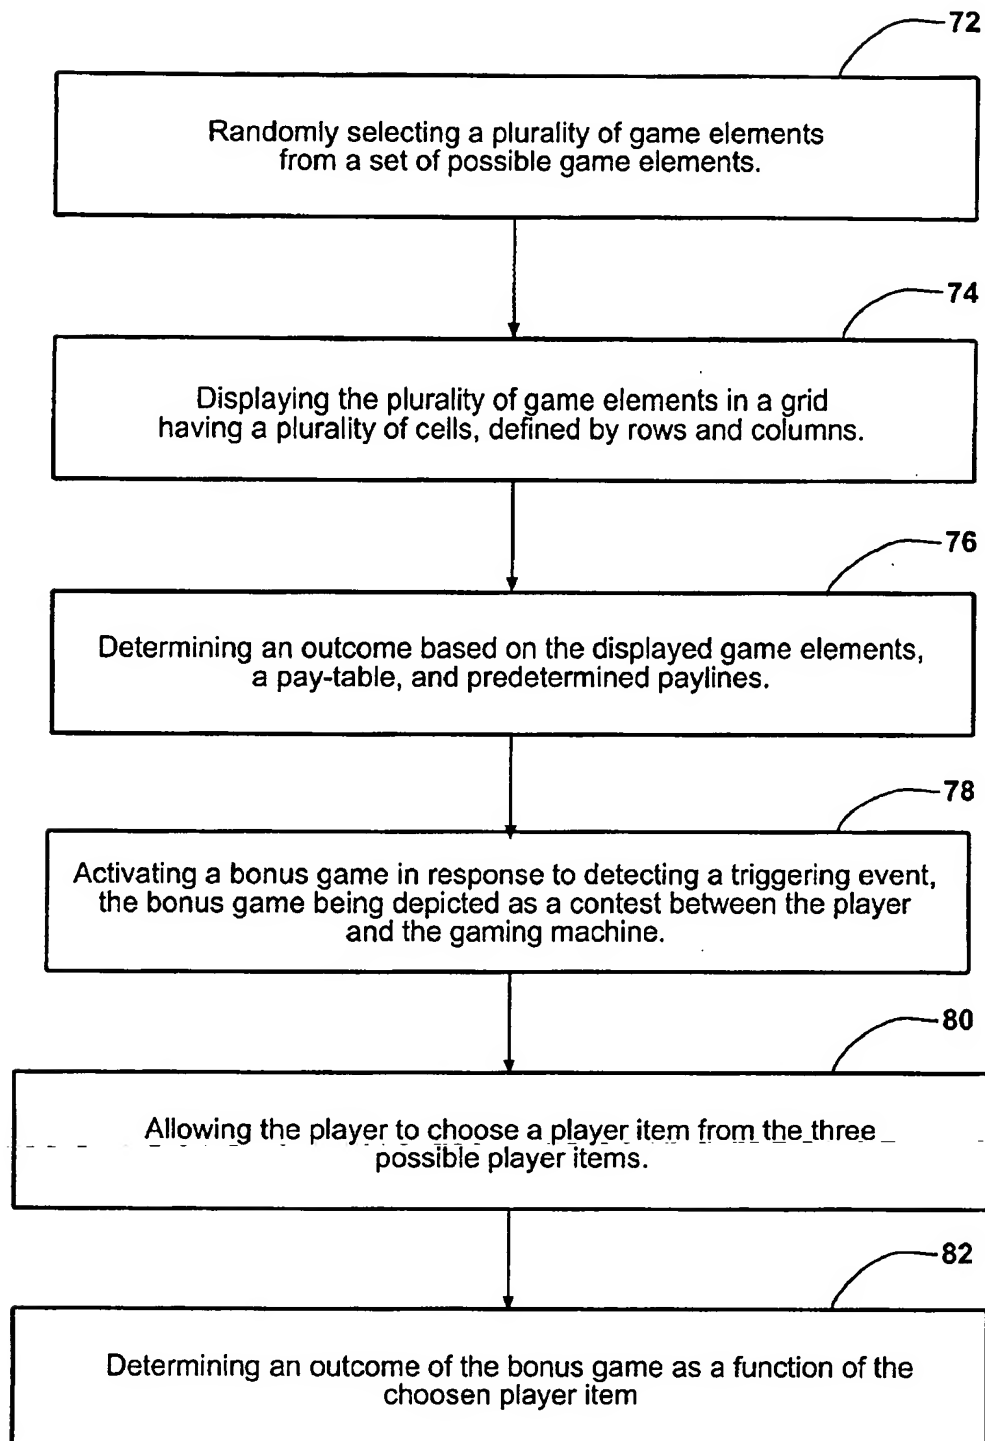 72
Randomly selecting a plurality of game elements
from a set of possible game elements.
74
Displaying the plurality of game elements in a grid
having a plurality of cells, defined by rows and columns.
76
Determining an outcome based on the displayed game elements,
a pay-table, and predetermined paylines.
78
Activating a bonus game in response to detecting a triggering event,
the bonus game being depicted as a contest between the player
and the gaming machine.
80
Allowing the player to choose a player item from the three
possible player items.
82
Determining an outcome of the bonus game as a function of the
choosen player item